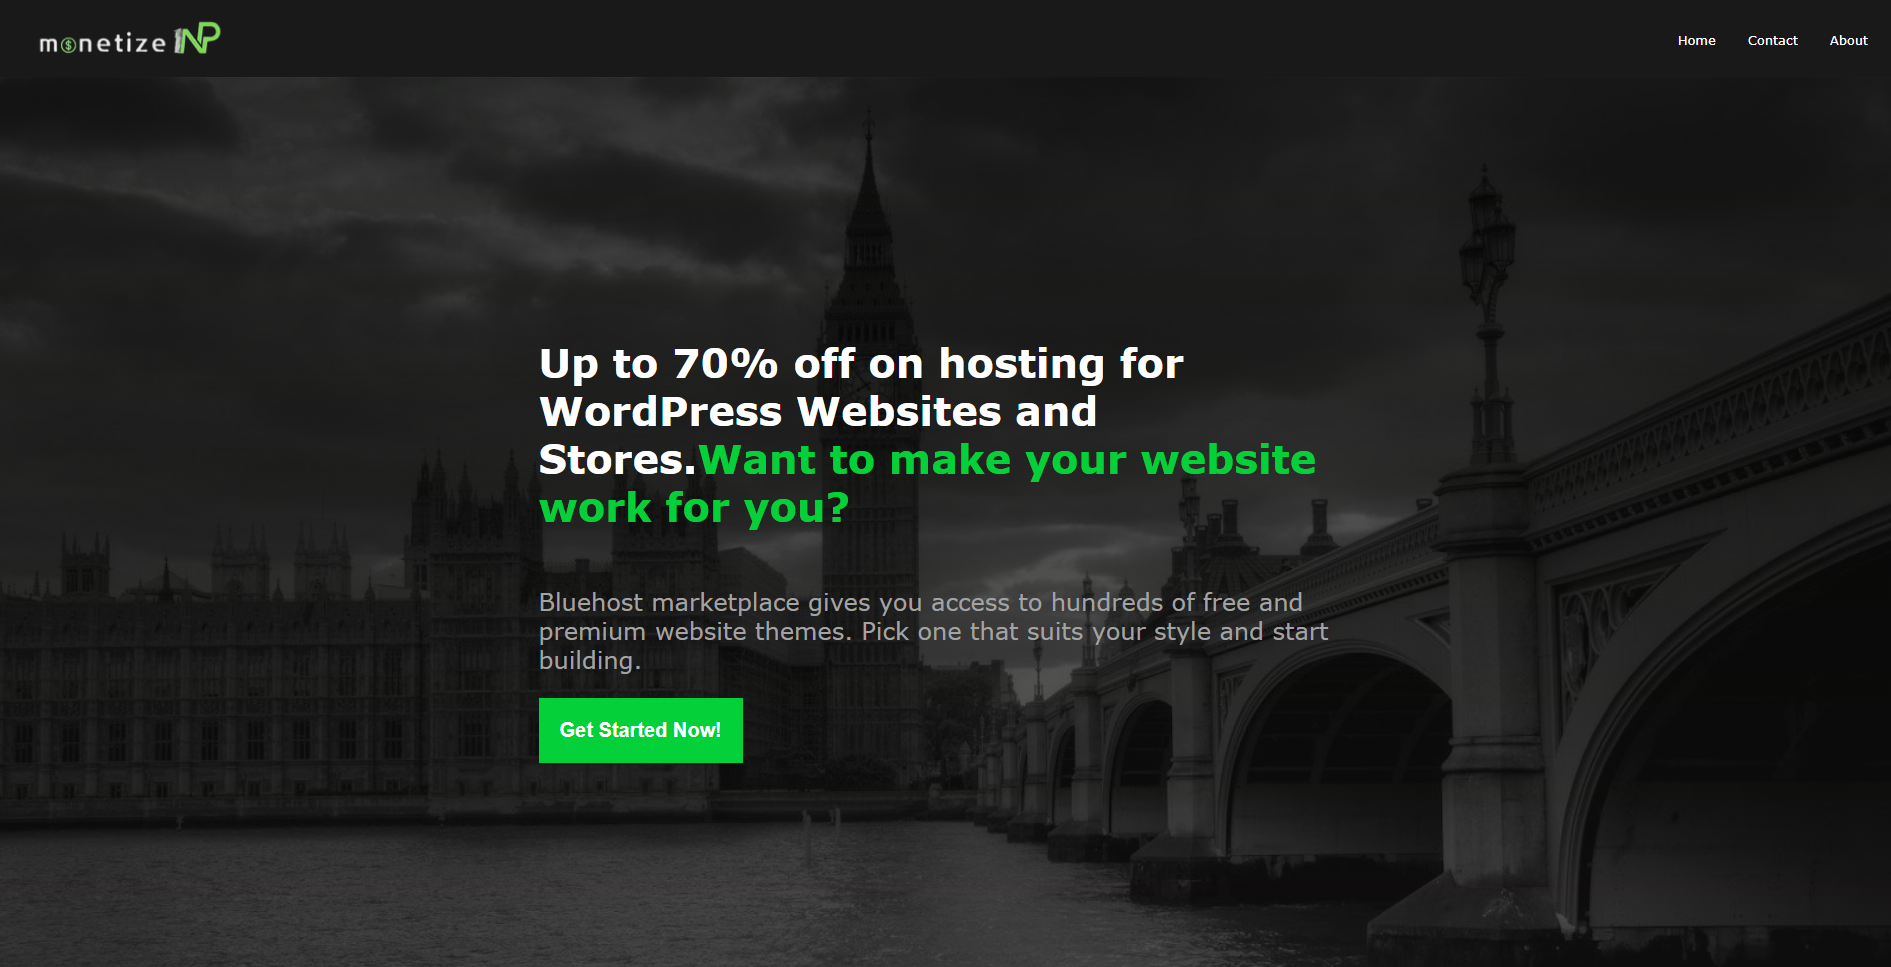 monetize INP
Home Contact About
Up to 70% off on hosting for
WordPress Websites and
Stores.Want to make your website
work for you?
Bluehost marketplace gives you access to hundreds of free and
premium website themes. Pick one that suits your style and start
building.
Get Started Now!